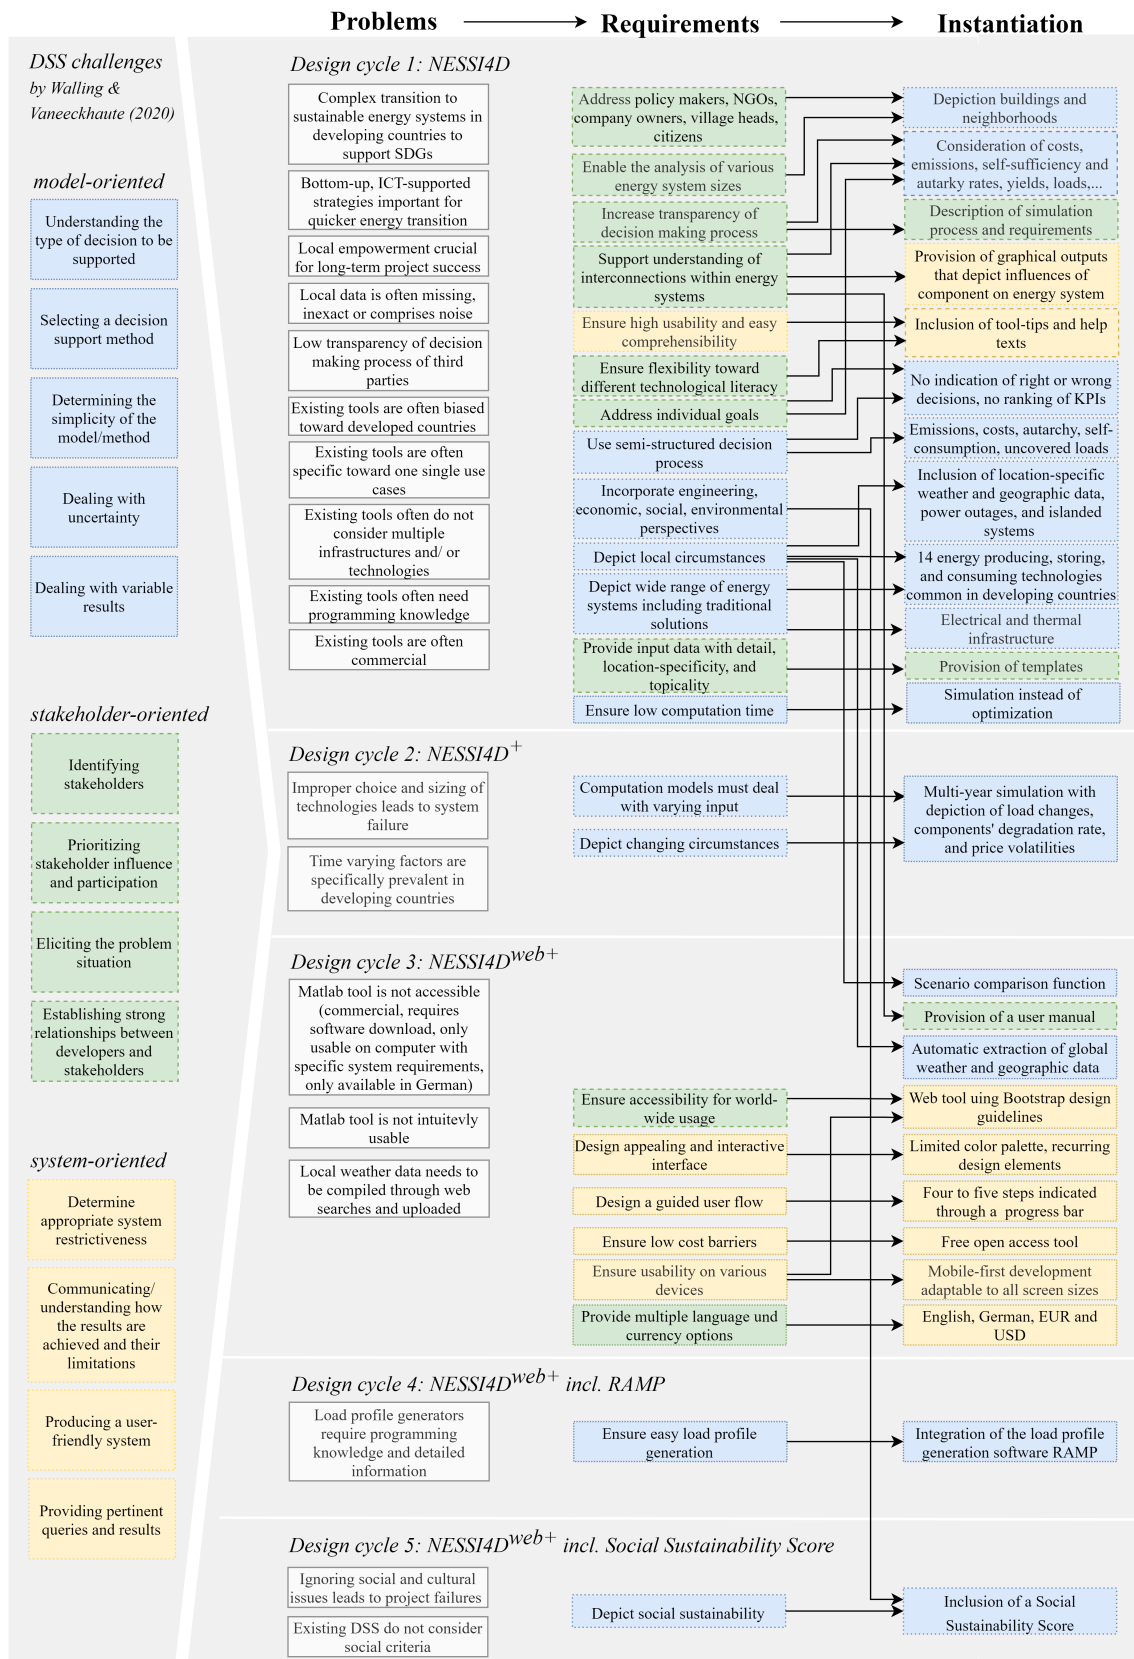 Problems
Requirements
Instantiation
DSS challenges
by Walling &
Vaneeckhaute (2020)
model-oriented
Understanding the
type of decision to be
supported
Selecting a decision
support method
Determining the
simplicity of the
model/method
Dealing with
uncertainty
Dealing with variable
results
stakeholder-oriented
Identifying
stakeholders
Prioritizing
stakeholder influence
and participation
Eliciting the problem
situation
Establishing strong
relationships between
developers and
stakeholders
system-oriented
Determine
appropriate system
restrictiveness
Communicating/
understanding how
the results are
achieved and their
limitations
Producing a user-
friendly system
Providing pertinent
queries and results
Design cycle 1: NESSI4D
Complex transition to
sustainable energy systems in
developing countries to
support SDGs
Bottom-up, ICT-supported
strategies important for
quicker energy transition
Local empowerment crucial
for long-term project success
Local data is often missing,
inexact or comprises noise
Low transparency of decision
making process of third
parties
Existing tools are often biased
toward developed countries
Existing tools are often
specific toward one single use
cases
Existing tools often do not
consider multiple
infrastructures and/ or
technologies
Existing tools often need
programming knowledge
Existing tools are often
commercial
Address policy makers, NGOs,
company owners, village heads,
citizens
Enable the analysis of various
energy system sizes
Increase transparency of
decision making process
Support understanding of
interconnections within energy
systems
Ensure high usability and easy
comprehensibility
Ensure flexibility toward
different technological literacy
Address individual goals
Use semi-structured decision
process
Incorporate engineering,
economic, social, environmental
perspectives
Depict local circumstances
Depict wide range of energy
systems including traditional
solutions
Provide input data with detail,
location-specificity, and
topicality
Ensure low computation time
Depiction buildings and
neighborhoods
Consideration of costs,
emissions, self-sufficiency and
autarky rates, yields, loads,...
Description of simulation
process and requirements
Provision of graphical outputs
that depict influences of
component on energy system
Inclusion of tool-tips and help
texts
No indication of right or wrong
decisions, no ranking of KPIs
Emissions, costs, autarchy, self-
consumption, uncovered loads
Inclusion of location-specific
weather and geographic data,
power outages, and islanded
systems
14 energy producing, storing,
and consuming technologies
common in developing countries
Electrical and thermal
infrastructure
Provision of templates
Simulation instead of
optimization
Design cycle 2: NESSI4D+
Improper choice and sizing of
technologies leads to system
failure
Time varying factors are
specifically prevalent in
developing countries
Computation models must deal
with varying input
Depict changing circumstances
Multi-year simulation with
depiction of load changes,
components' degradation rate,
and price volatilities
Design cycle 3: NESSI4Dweb+
Matlab tool is not accessible
(commercial, requires
software download, only
usable on computer with
specific system requirements,
only available in German)
Matlab tool is not intuitevly
usable
Local weather data needs to
be compiled through web
searches and uploaded
Ensure accessibility for world-
wide usage
Design appealing and interactive
interface
Design a guided user flow
Ensure low cost barriers
Ensure usability on various
devices
Provide multiple language und
currency options
Scenario comparison function
Provision of a user manual
Automatic extraction of global
weather and geographic data
Web tool uing Bootstrap design
guidelines
Limited color palette, recurring
design elements
Four to five steps indicated
through a progress bar
Free open access tool
Mobile-first development
adaptable to all screen sizes
English, German, EUR and
USD
Design cycle 4: NESSI4Dweb+ incl. RAMP
Load profile generators
require programming
knowledge and detailed
information
Ensure easy load profile
generation
Integration of the load profile
generation software RAMP
Design cycle 5: NESSI4Dweb+ incl. Social Sustainability Score
Ignoring social and cultural
issues leads to project failures
Existing DSS do not consider
social criteria
Depict social sustainability
Inclusion of a Social
Sustainability Score